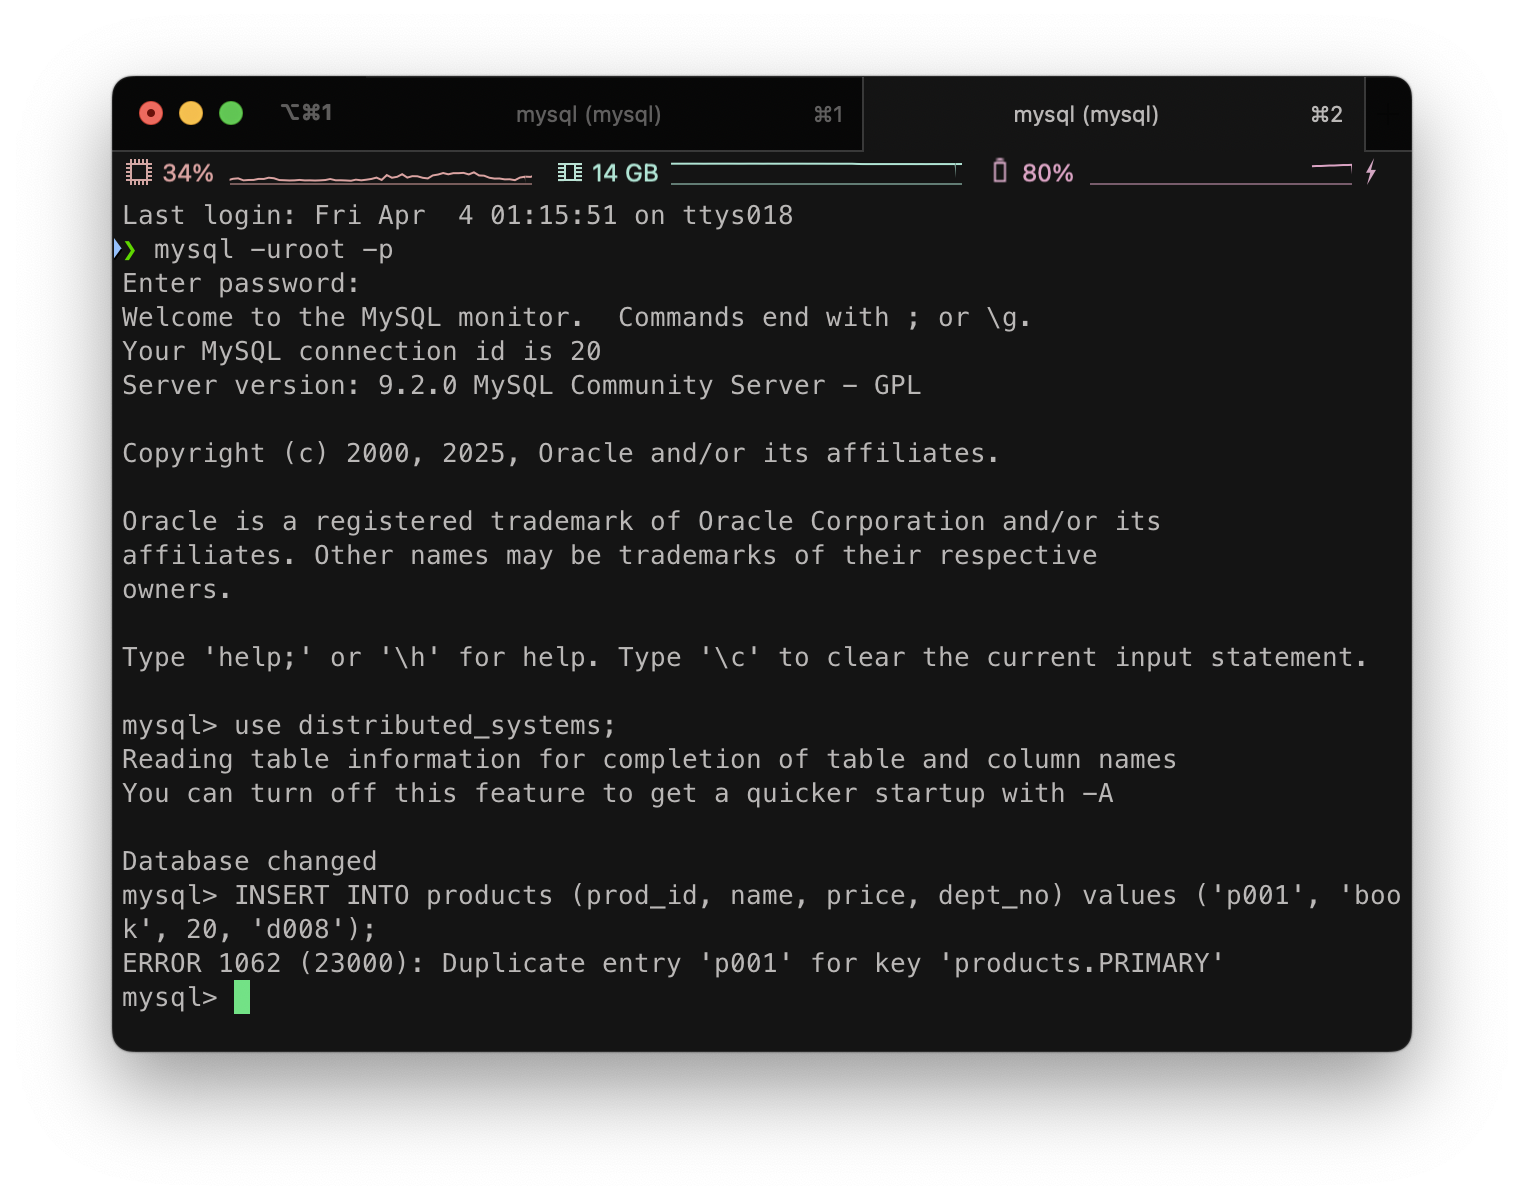 ⌥⌘1 mysql (mysql) ⌘1 mysql (mysql) ⌘2
34% 14 GB 80%
Last login: Fri Apr  4 01:15:51 on ttys018
❯ mysql -uroot -p
Enter password:
Welcome to the MySQL monitor.  Commands end with ; or \g.
Your MySQL connection id is 20
Server version: 9.2.0 MySQL Community Server - GPL
Copyright (c) 2000, 2025, Oracle and/or its affiliates.
Oracle is a registered trademark of Oracle Corporation and/or its
affiliates. Other names may be trademarks of their respective
owners.
Type 'help;' or '\h' for help. Type '\c' to clear the current input statement.
mysql> use distributed_systems;
Reading table information for completion of table and column names
You can turn off this feature to get a quicker startup with -A
Database changed
mysql> INSERT INTO products (prod_id, name, price, dept_no) values ('p001', 'boo
k', 20, 'd008');
ERROR 1062 (23000): Duplicate entry 'p001' for key 'products.PRIMARY'
mysql>